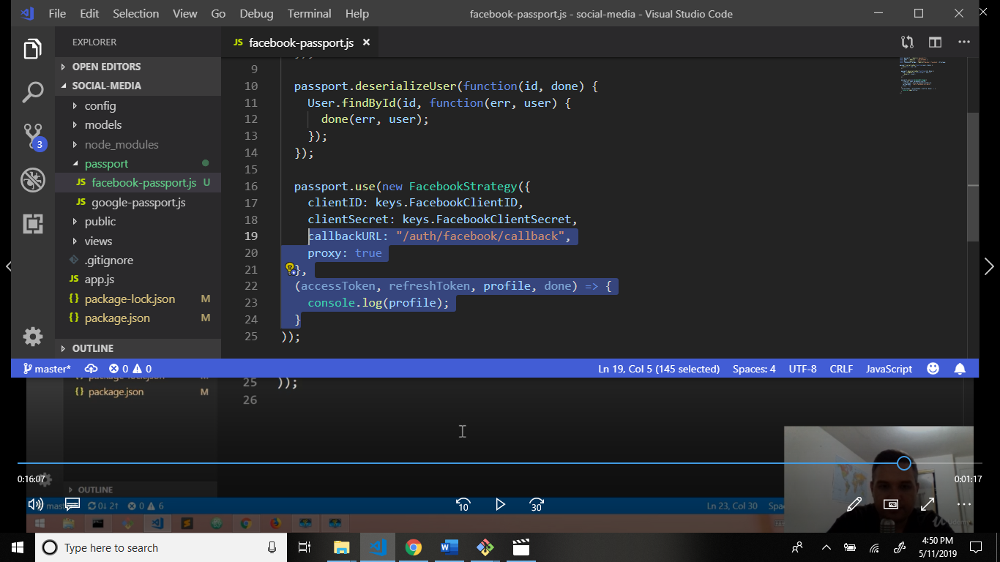 File Edit Selection View Go Debug Terminal Help facebook-passport.js - social-media - Visual Studio Code
EXPLORER
JS facebook-passport.js ×
OPEN EDITORS
SOCIAL-MEDIA
config
models
node_modules
passport
JS facebook-passport.js U
JS google-passport.js
public
views
.gitignore
JS app.js
{} package-lock.json M
{} package.json M
OUTLINE
3
9
10 passport.deserializeUser(function(id, done) {
11 User.findById(id, function(err, user) {
12 done(err, user);
13 });
14 });
15
16 passport.use(new FacebookStrategy({
17 clientID: keys.FacebookClientID,
18 clientSecret: keys.FacebookClientSecret,
19 callbackURL: "/auth/facebook/callback",
20 proxy: true
21 },
22 (accessToken, refreshToken, profile, done) => {
23 console.log(profile);
24 }
25 ));
master* 0 0 Ln 19, Col 5 (145 selected) Spaces: 4 UTF-8 CRLF JavaScript
25 ));
{} package.json M
26
0:16:07 0:01:17
OUTLINE
10 30
0↓ 2↑ 0 6 Ln 23, Col 30
Type here to search
4:50 PM
5/11/2019